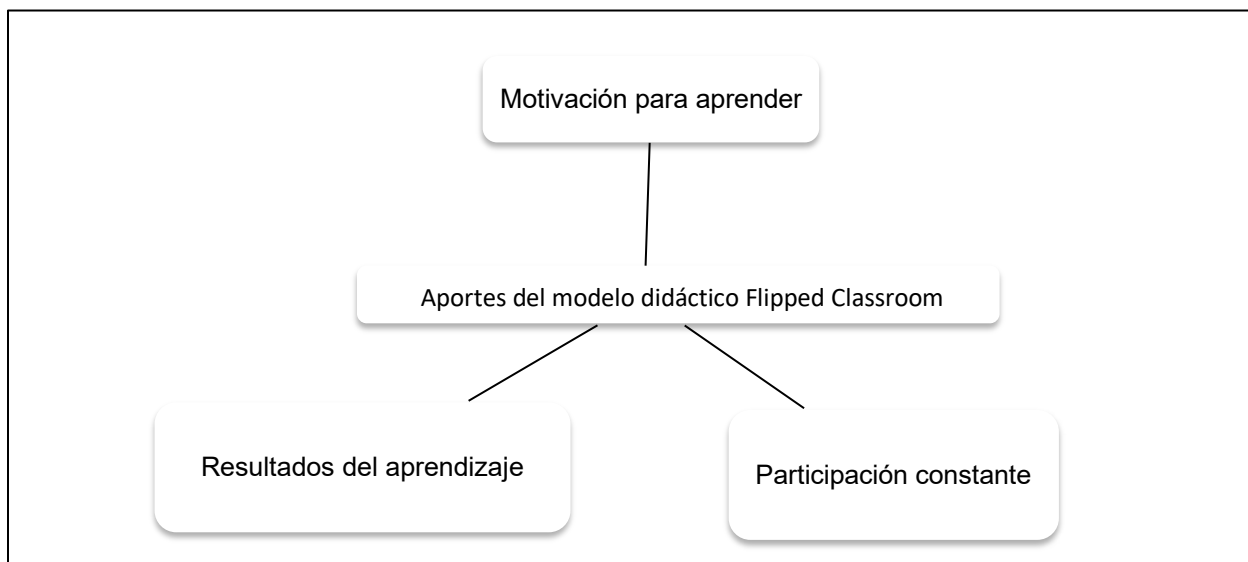 Motivación para aprender
Aportes del modelo didáctico Flipped Classroom
Resultados del aprendizaje
Participación constante